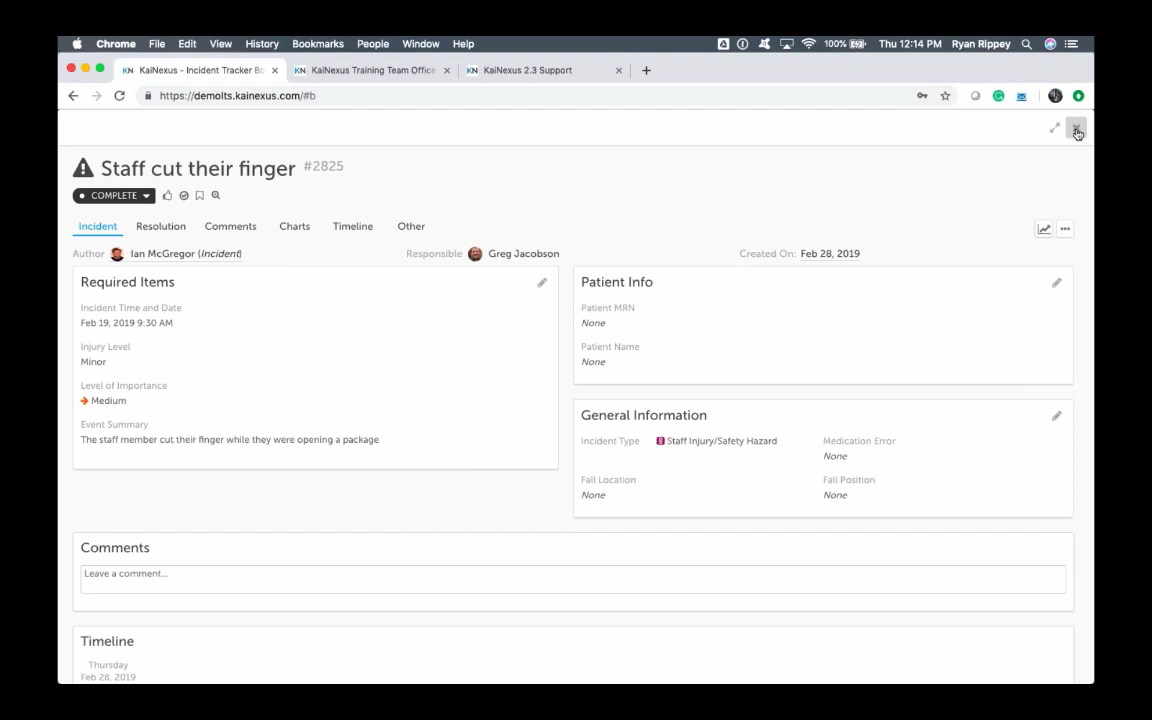 Chrome File Edit View History Bookmarks People Window Help 100% Thu 12:14 PM Ryan Rippey
KN KaiNexus - Incident Tracker Bo KN KaiNexus Training Team Office KN KaiNexus 2.3 Support
https://demolts.kainexus.com/#b
Staff cut their finger #2825
COMPLETE
Incident Resolution Comments Charts Timeline Other
Author Ian McGregor (Incident) Responsible Greg Jacobson Created On: Feb 28, 2019
Required Items
Incident Time and Date
Feb 19, 2019 9:30 AM
Injury Level
Minor
Level of Importance
Medium
Event Summary
The staff member cut their finger while they were opening a package
Patient Info
Patient MRN
None
Patient Name
None
General Information
Incident Type Staff Injury/Safety Hazard Medication Error
None
Fall Location Fall Position
None None
Comments
Leave a comment...
Timeline
Thursday
Feb 28, 2019